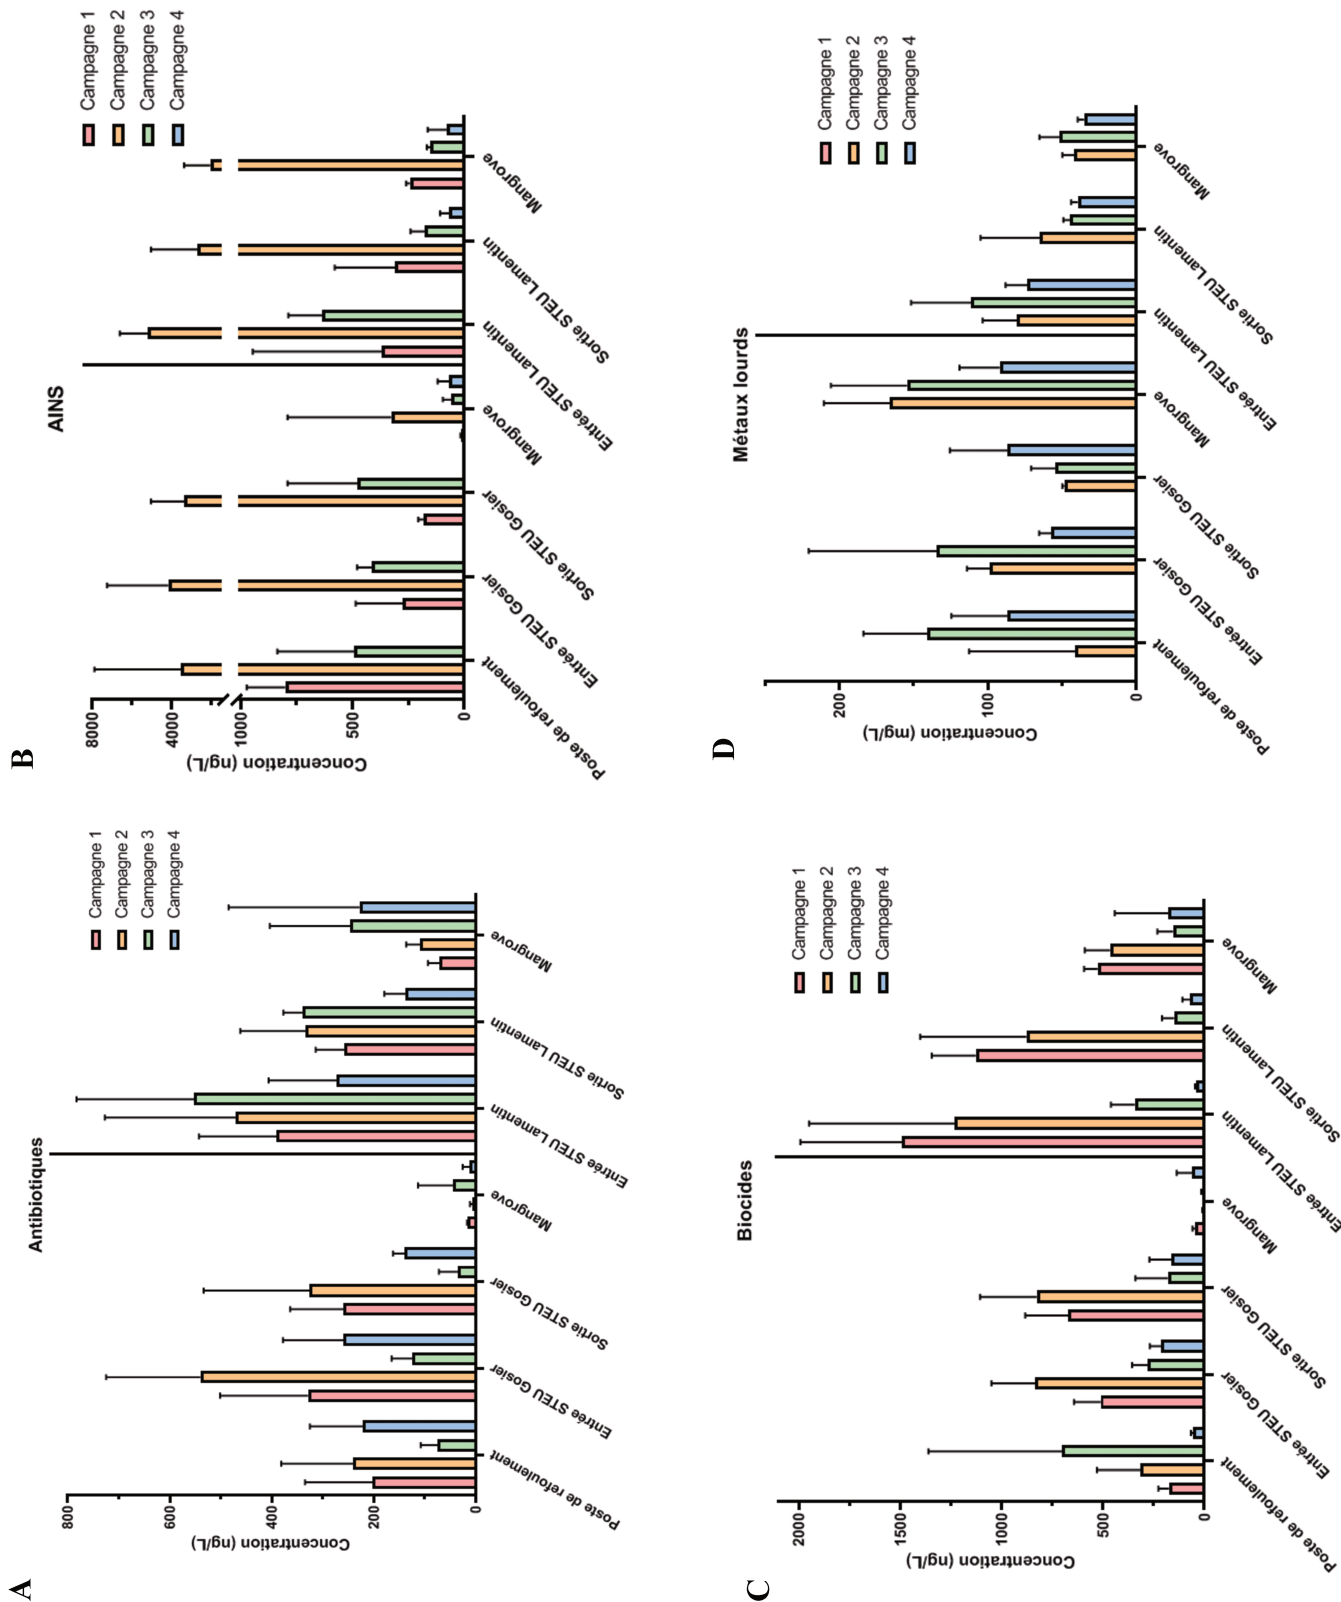 A
Antibiotiques
Campagne 1
Campagne 2
Campagne 3
Campagne 4
Concentration (ng/L)
800
600
400
200
0
Poste de refoulement
Entrée STEU Gosier
Sortie STEU Gosier
Mangrove
Entrée STEU Lamentin
Sortie STEU Lamentin
Mangrove
B
AINS
Campagne 1
Campagne 2
Campagne 3
Campagne 4
Concentration (ng/L)
8000
4000
1000
500
0
Poste de refoulement
Entrée STEU Gosier
Sortie STEU Gosier
Mangrove
Entrée STEU Lamentin
Sortie STEU Lamentin
Mangrove
C
Biocides
Campagne 1
Campagne 2
Campagne 3
Campagne 4
Concentration (ng/L)
2000
1500
1000
500
0
Poste de refoulement
Entrée STEU Gosier
Sortie STEU Gosier
Mangrove
Entrée STEU Lamentin
Sortie STEU Lamentin
Mangrove
D
Métaux lourds
Campagne 1
Campagne 2
Campagne 3
Campagne 4
Concentration (mg/L)
200
100
0
Poste de refoulement
Entrée STEU Gosier
Sortie STEU Gosier
Mangrove
Entrée STEU Lamentin
Sortie STEU Lamentin
Mangrove